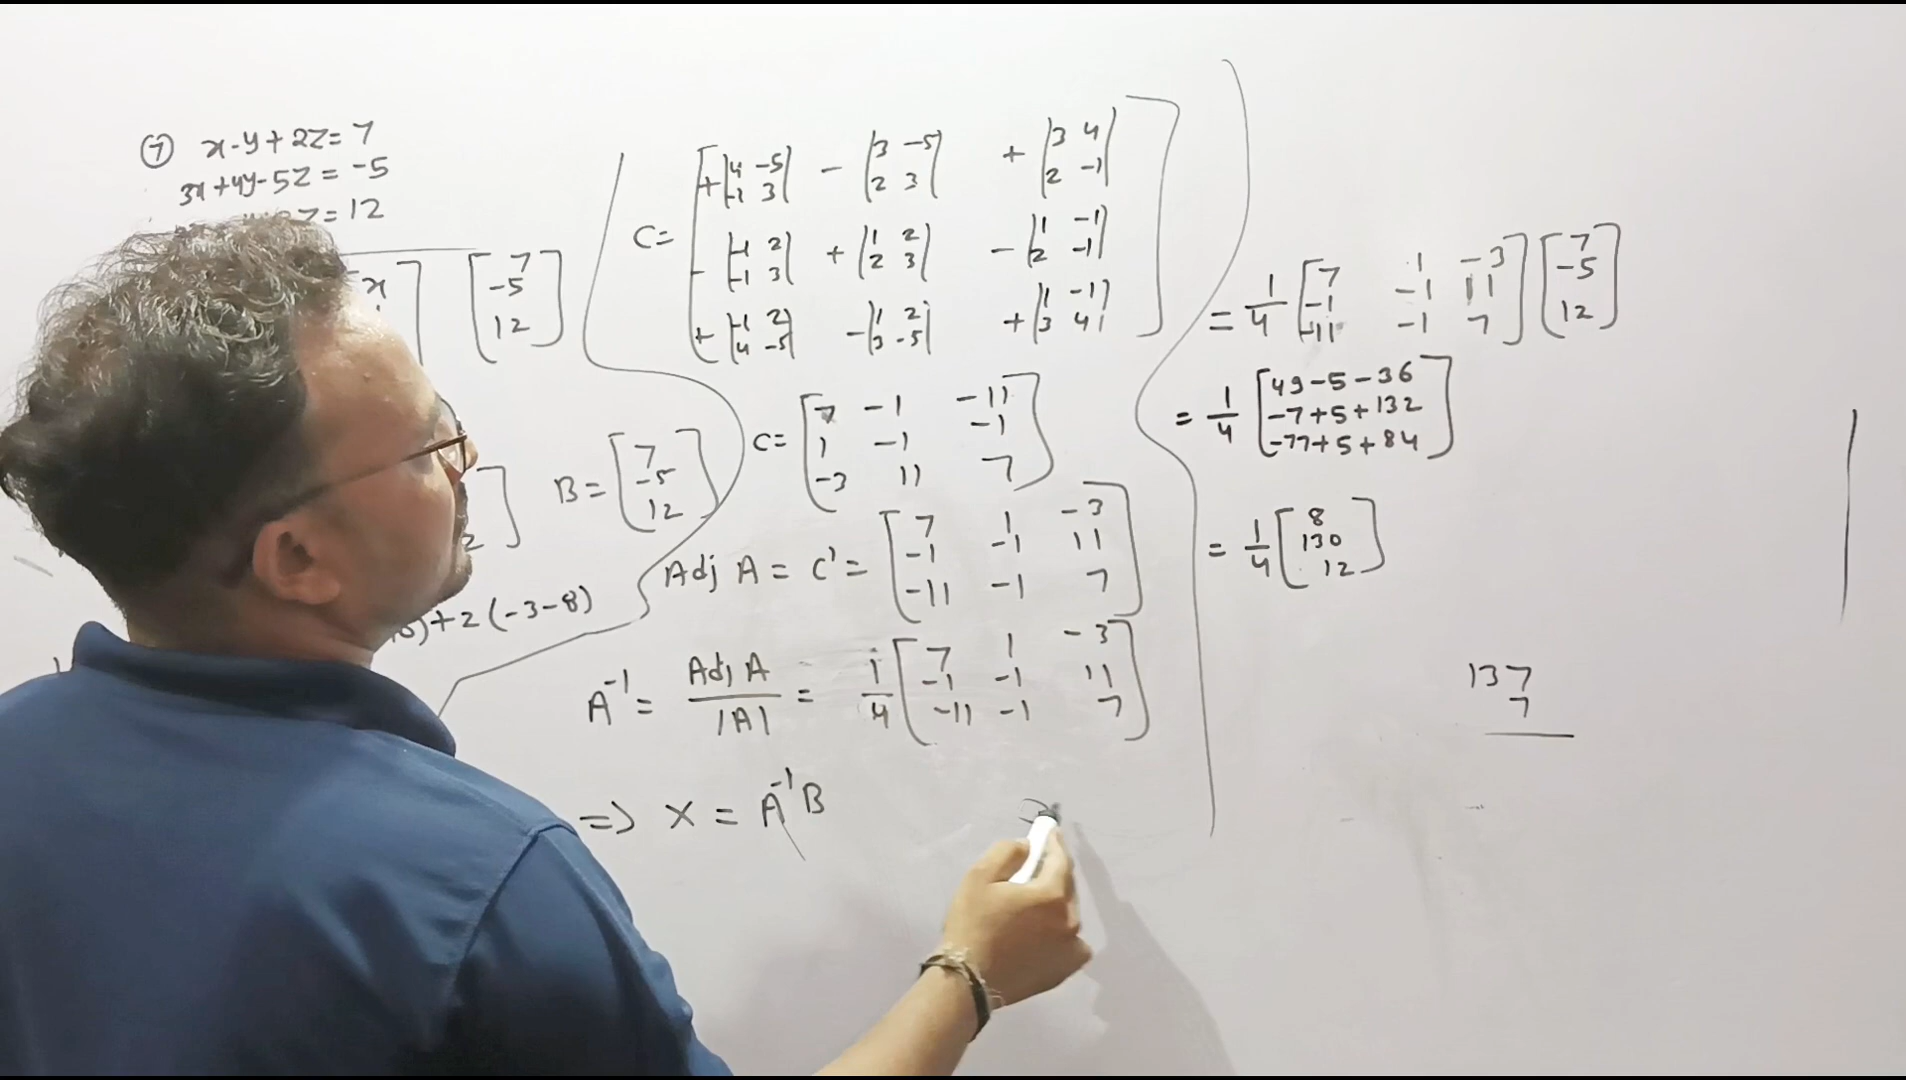 ⑦ x-y+2z=7
3x+4y-5z=-5
z=12
x 7
-5
12
B= 7
-5
12
2
)+2(-3-8)
C= +|4 -5| -|3 -5| +|3 4|
|-1 3| |2 3| |2 -1|
-|-1 2| +|1 2| -|1 -1|
|-1 3| |2 3| |2 -1|
+|-1 2| -|1 2| +|1 -1|
|4 -5| |3 -5| |3 4|
C= 7 -1 -11
1 -1 -1
-3 11 7
Adj A = C'= 7 1 -3
-1 -1 11
-11 -1 7
A⁻¹= Adj A / |A| = 1/4 7 1 -3
-1 -1 11
-11 -1 7
=> X = A⁻¹B
= 1/4 [7 1 -3] [7]
[-1 -1 11] [-5]
[-11 -1 7] [12]
= 1/4 [49-5-36]
[-7+5+132]
[-77+5+84]
= 1/4 [8]
[130]
[12]
137
7